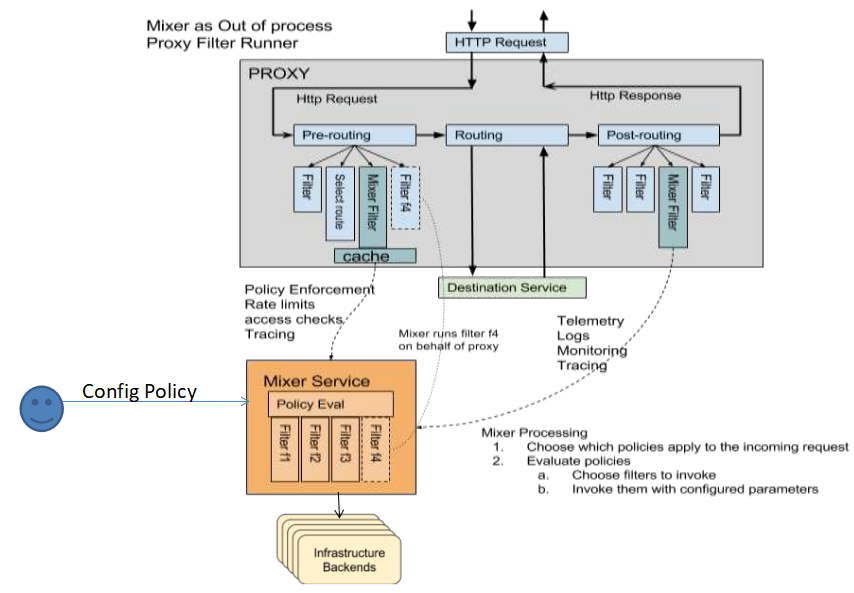 Mixer as Out of process
Proxy Filter Runner
HTTP Request
PROXY
Http Request
Http Response
Pre-routing
Routing
Post-routing
Filter
Select route
Mixer Filter
Filter f4
Filter
Filter
Mixer Filter
Filter
cache
Policy Enforcement
Rate limits
access checks,
Tracing
Destination Service
Mixer runs filter f4
on behalf of proxy
Telemetry
Logs
Monitoring
Tracing
Config Policy
Mixer Service
Policy Eval
Filter f1
Filter f2
Filter f3
Filter f4
Mixer Processing
1. Choose which policies apply to the incoming request
2. Evaluate policies
a. Choose filters to invoke
b. Invoke them with configured parameters
Infrastructure
Backends